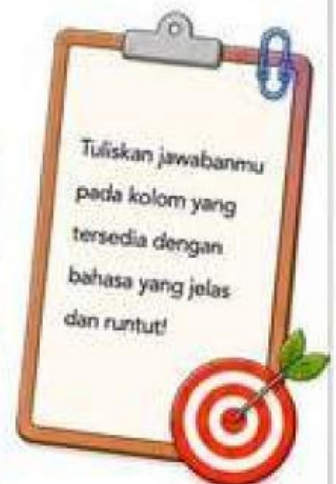 Tuliskan jawabanmu
pada kolom yang
tersedia dengan
bahasa yang jelas
dan runtut!